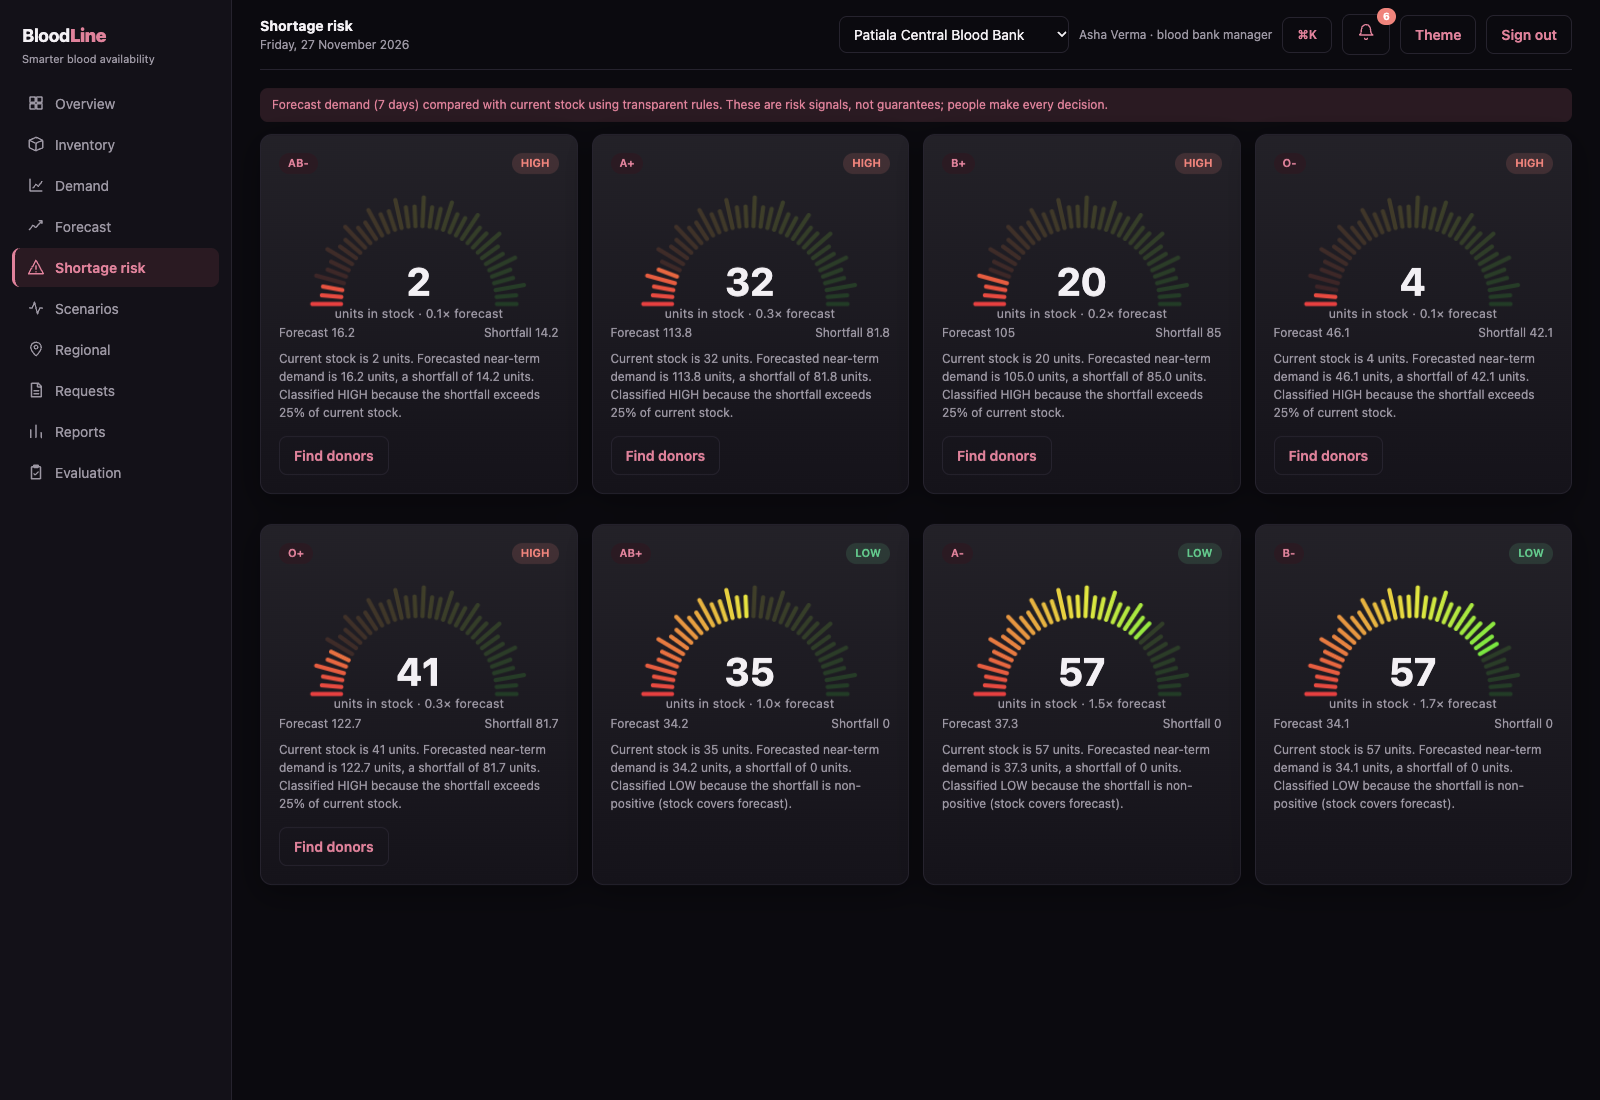 BloodLine
Smarter blood availability
Overview
Inventory
Demand
Forecast
Shortage risk
Scenarios
Regional
Requests
Reports
Evaluation
Shortage risk
Friday, 27 November 2026
Patiala Central Blood Bank
Asha Verma · blood bank manager
⌘K
6
Theme
Sign out
Forecast demand (7 days) compared with current stock using transparent rules. These are risk signals, not guarantees; people make every decision.
AB-
HIGH
2
units in stock · 0.1× forecast
Forecast 16.2
Shortfall 14.2
Current stock is 2 units. Forecasted near-term
demand is 16.2 units, a shortfall of 14.2 units.
Classified HIGH because the shortfall exceeds
25% of current stock.
Find donors
A+
HIGH
32
units in stock · 0.3× forecast
Forecast 113.8
Shortfall 81.8
Current stock is 32 units. Forecasted near-term
demand is 113.8 units, a shortfall of 81.8 units.
Classified HIGH because the shortfall exceeds
25% of current stock.
Find donors
B+
HIGH
20
units in stock · 0.2× forecast
Forecast 105
Shortfall 85
Current stock is 20 units. Forecasted near-term
demand is 105.0 units, a shortfall of 85.0 units.
Classified HIGH because the shortfall exceeds
25% of current stock.
Find donors
O-
HIGH
4
units in stock · 0.1× forecast
Forecast 46.1
Shortfall 42.1
Current stock is 4 units. Forecasted near-term
demand is 46.1 units, a shortfall of 42.1 units.
Classified HIGH because the shortfall exceeds
25% of current stock.
Find donors
O+
HIGH
41
units in stock · 0.3× forecast
Forecast 122.7
Shortfall 81.7
Current stock is 41 units. Forecasted near-term
demand is 122.7 units, a shortfall of 81.7 units.
Classified HIGH because the shortfall exceeds
25% of current stock.
Find donors
AB+
LOW
35
units in stock · 1.0× forecast
Forecast 34.2
Shortfall 0
Current stock is 35 units. Forecasted near-term
demand is 34.2 units, a shortfall of 0 units.
Classified LOW because the shortfall is non-
positive (stock covers forecast).
A-
LOW
57
units in stock · 1.5× forecast
Forecast 37.3
Shortfall 0
Current stock is 57 units. Forecasted near-term
demand is 37.3 units, a shortfall of 0 units.
Classified LOW because the shortfall is non-
positive (stock covers forecast).
B-
LOW
57
units in stock · 1.7× forecast
Forecast 34.1
Shortfall 0
Current stock is 57 units. Forecasted near-term
demand is 34.1 units, a shortfall of 0 units.
Classified LOW because the shortfall is non-
positive (stock covers forecast).